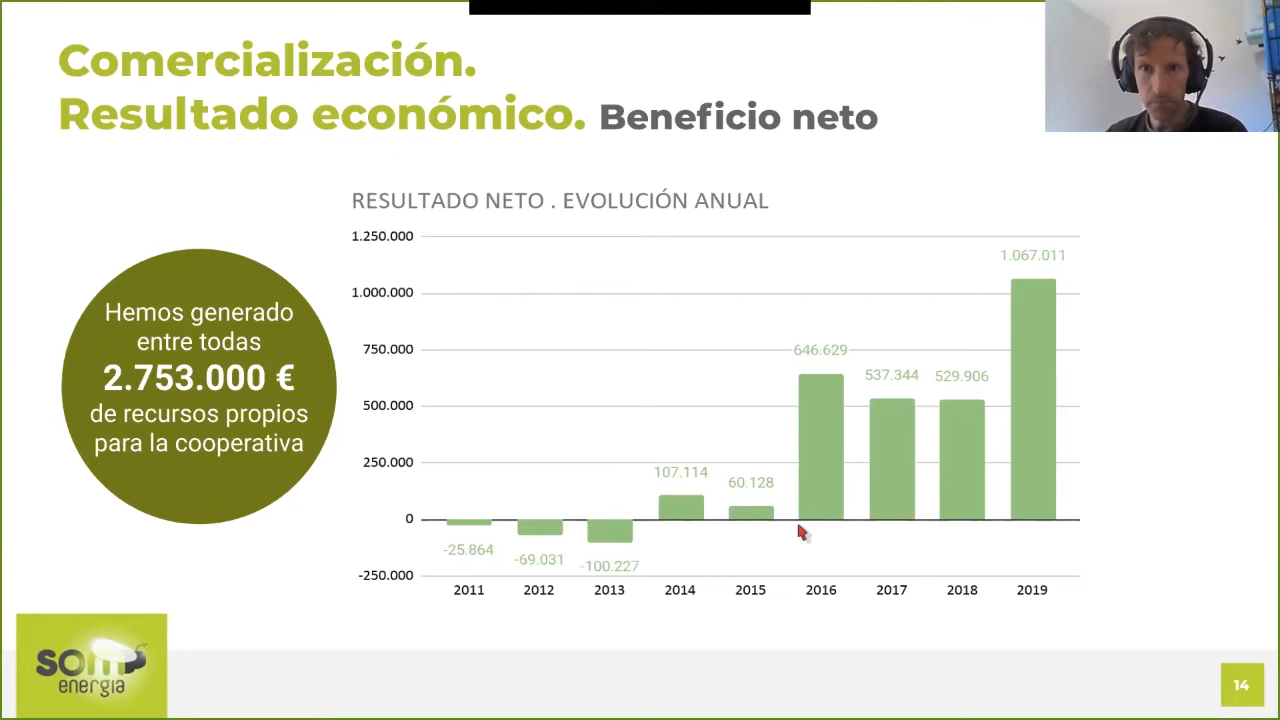 Comercialización.
Resultado económico. Beneficio neto
RESULTADO NETO . EVOLUCIÓN ANUAL
Hemos generado
entre todas
2.753.000 €
de recursos propios
para la cooperativa
1.250.000
1.000.000
750.000
500.000
250.000
0
-250.000
-25.864
-69.031
-100.227
107.114
60.128
646.629
537.344
529.906
1.067.011
2011 2012 2013 2014 2015 2016 2017 2018 2019
som
energia
14